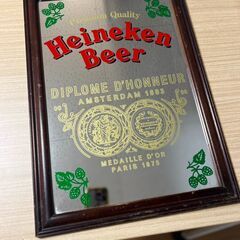 Premium Quality
Heineken
Beer
DIPLOME D'HONNEUR
AMSTERDAM 1883
MEDAILLE D'OR
PARIS 1875